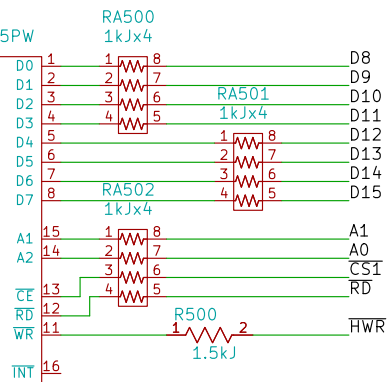 RA500
5PW 1kJx4
D0 1 1 8 D8
D1 2 2 7 D9
D2 3 3 6 RA501 D10
D3 4 4 5 1kJx4 D11
D4 5 1 8 D12
D5 6 2 7 D13
D6 7 3 6 D14
D7 8 RA502 4 5 D15
1kJx4
A1 15 1 8 A1
A2 14 2 7 A0
3 6 CS1
CE 13 4 5 RD
RD 12
WR 11 R500 1 2 HWR
1.5kJ
INT 16